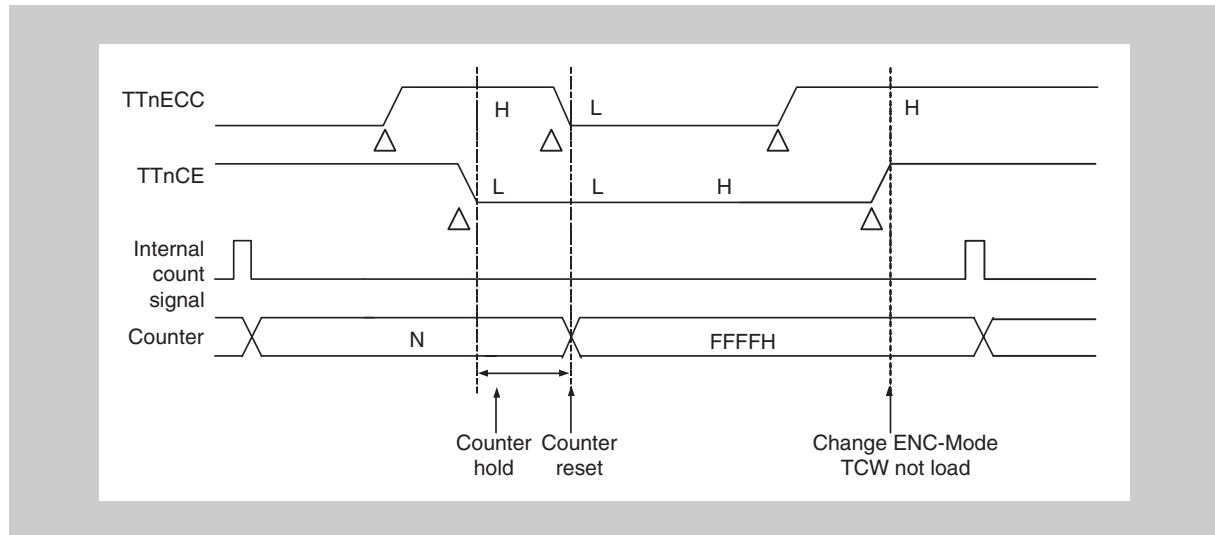 TTnECC
H
L
H
TTnCE
L
L
H
Internal
count
signal
Counter
N
FFFFH
Counter
hold
Counter
reset
Change ENC-Mode
TCW not load